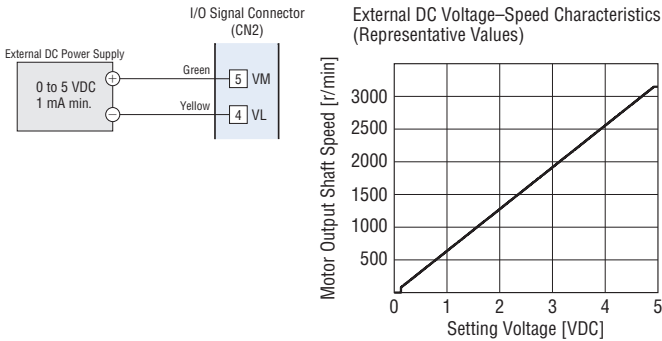 I/O Signal Connector
(CN2)
External DC Power Supply
0 to 5 VDC
1 mA min.
+
−
Green
Yellow
5 VM
4 VL
External DC Voltage–Speed Characteristics
(Representative Values)
Motor Output Shaft Speed [r/min]
3000
2500
2000
1500
1000
500
0 1 2 3 4 5
Setting Voltage [VDC]